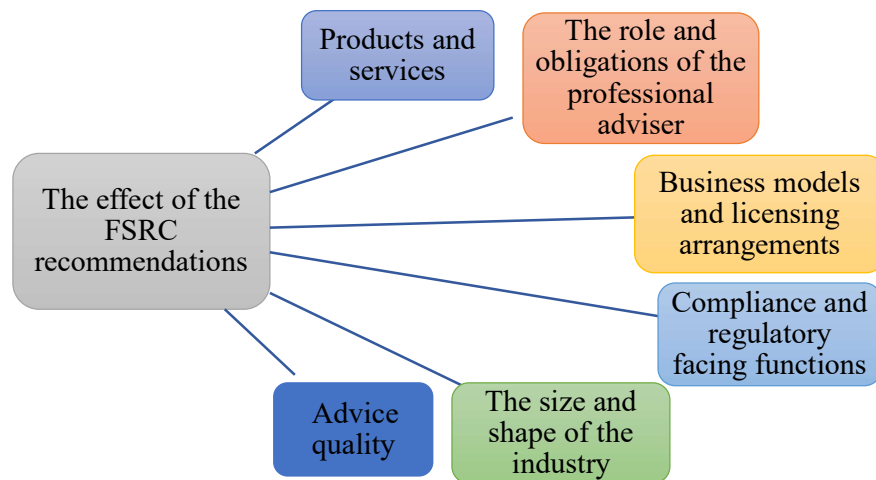 Products and
services
The role and
obligations of the
professional
adviser
The effect of the
FSRC
recommendations
Business models
and licensing
arrangements
Compliance and
regulatory
facing functions
Advice
quality
The size and
shape of the
industry